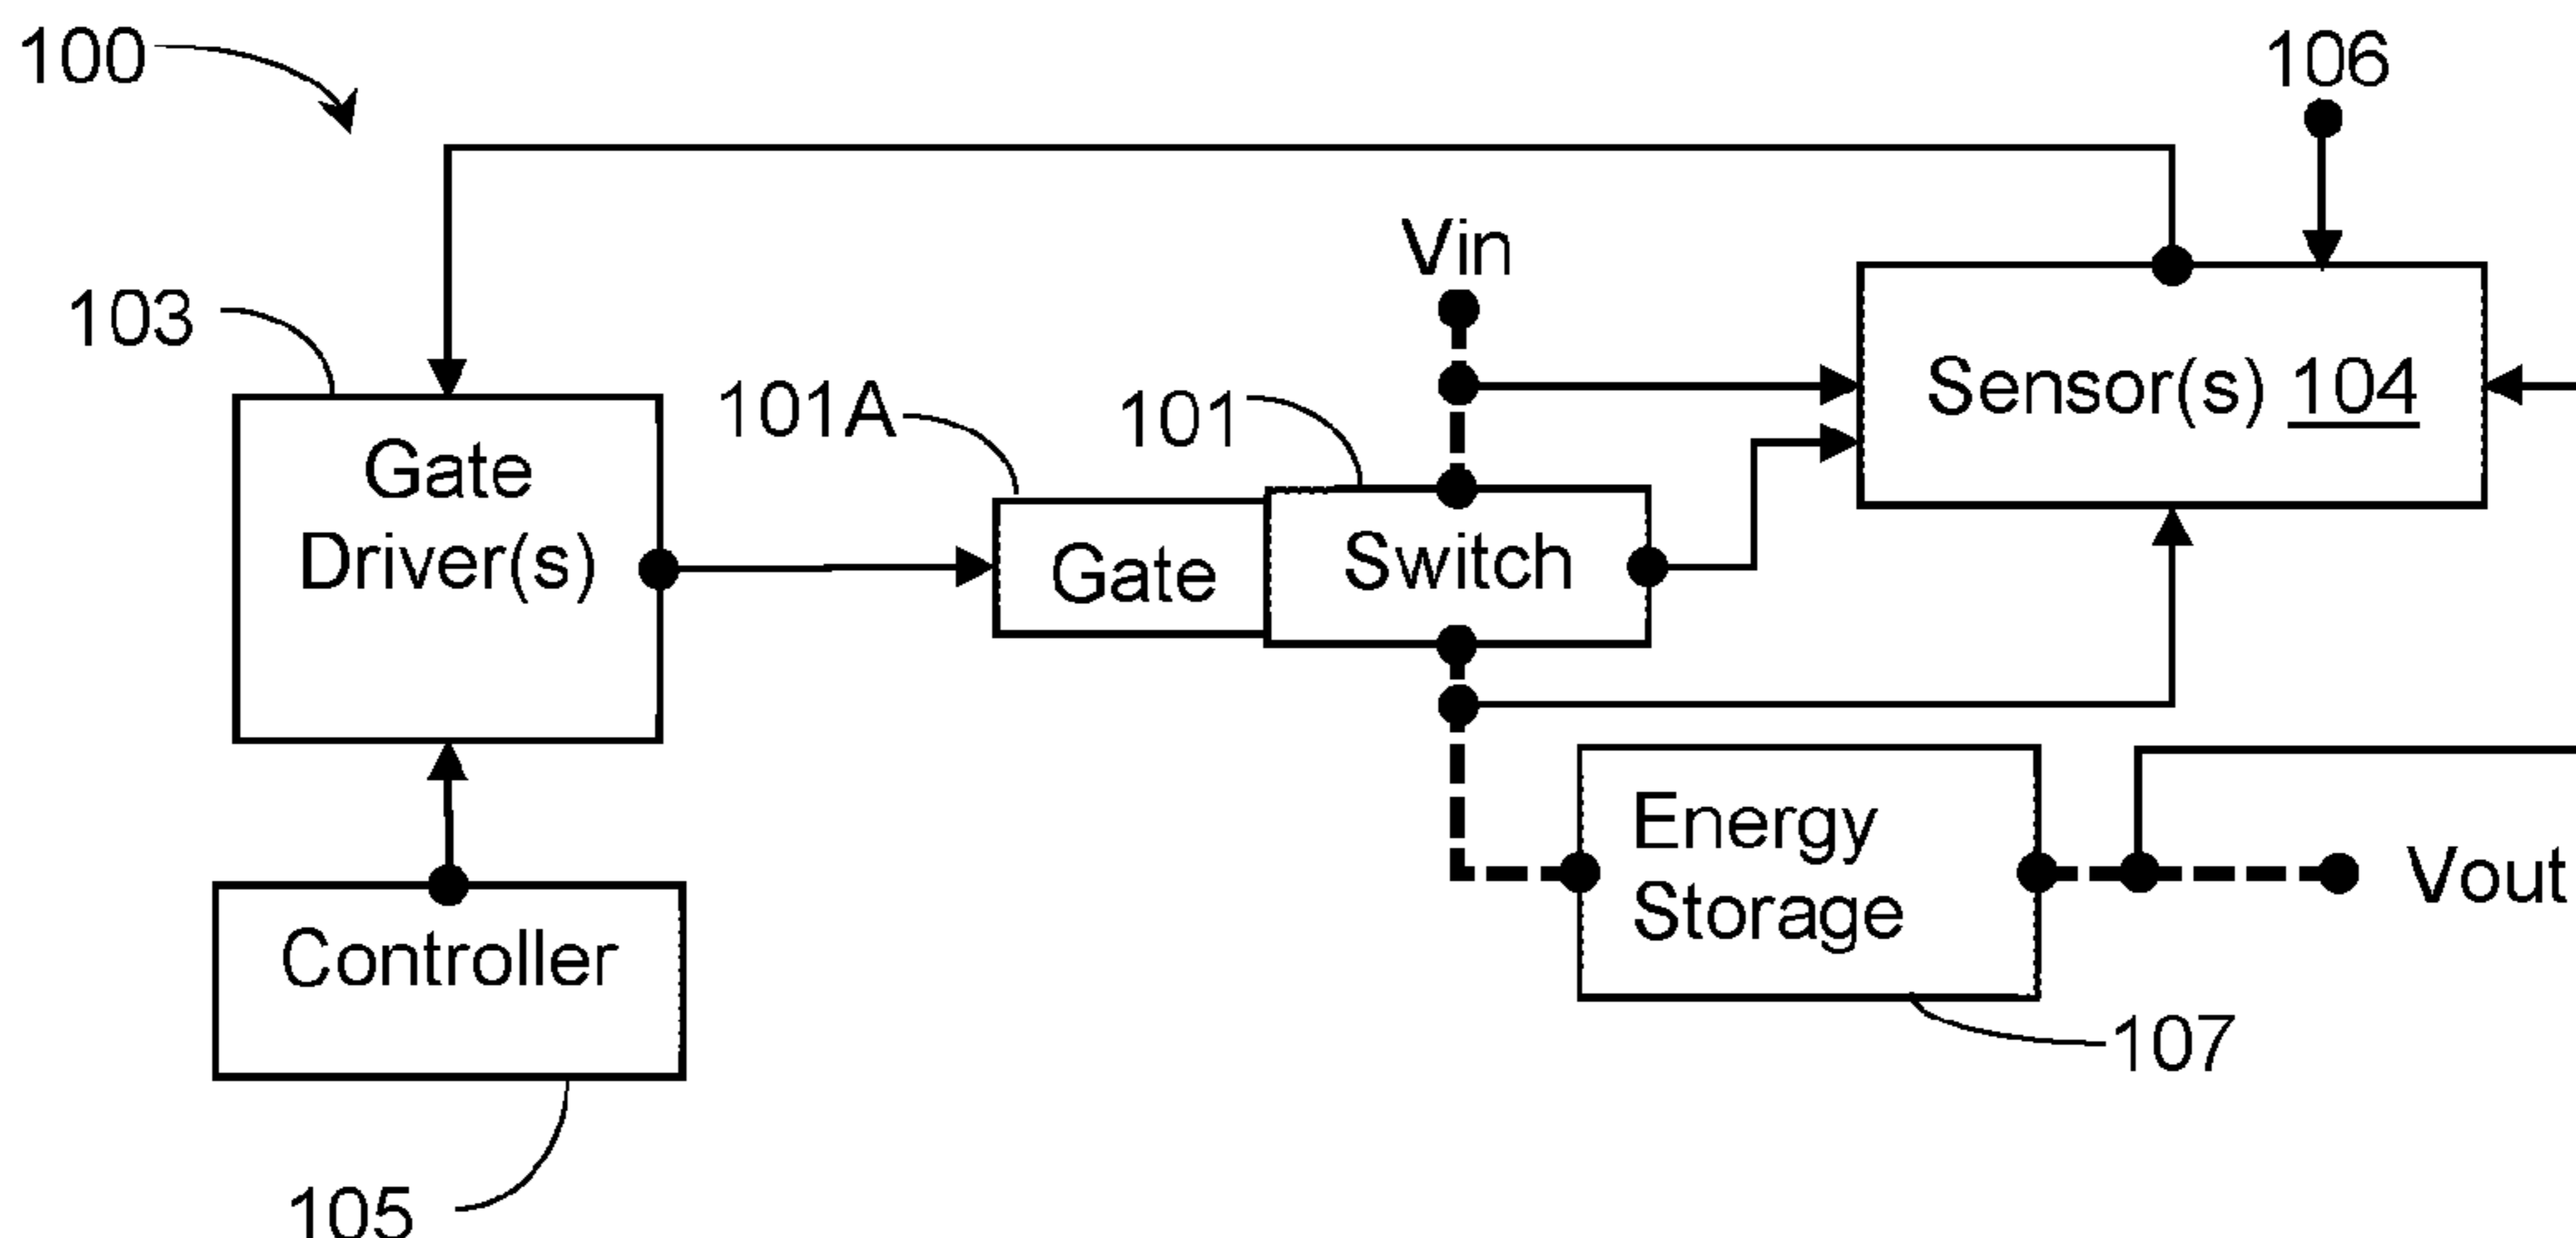 100
106
Vin
103
101A
101
Sensor(s) 104
Gate
Driver(s)
Gate
Switch
Energy
Storage
Vout
Controller
107
105